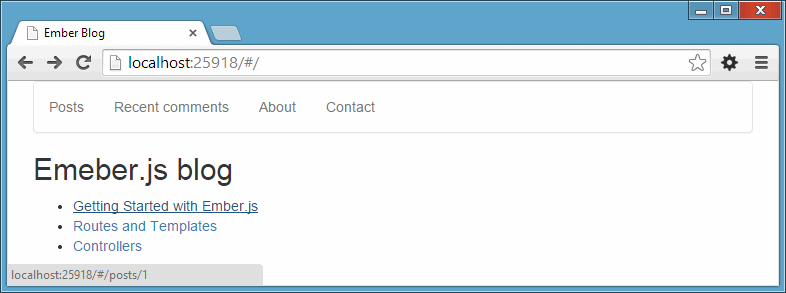 Ember Blog
localhost:25918/#/
Posts Recent comments About Contact
Emeber.js blog
Getting Started with Ember.js
Routes and Templates
Controllers
localhost:25918/#/posts/1